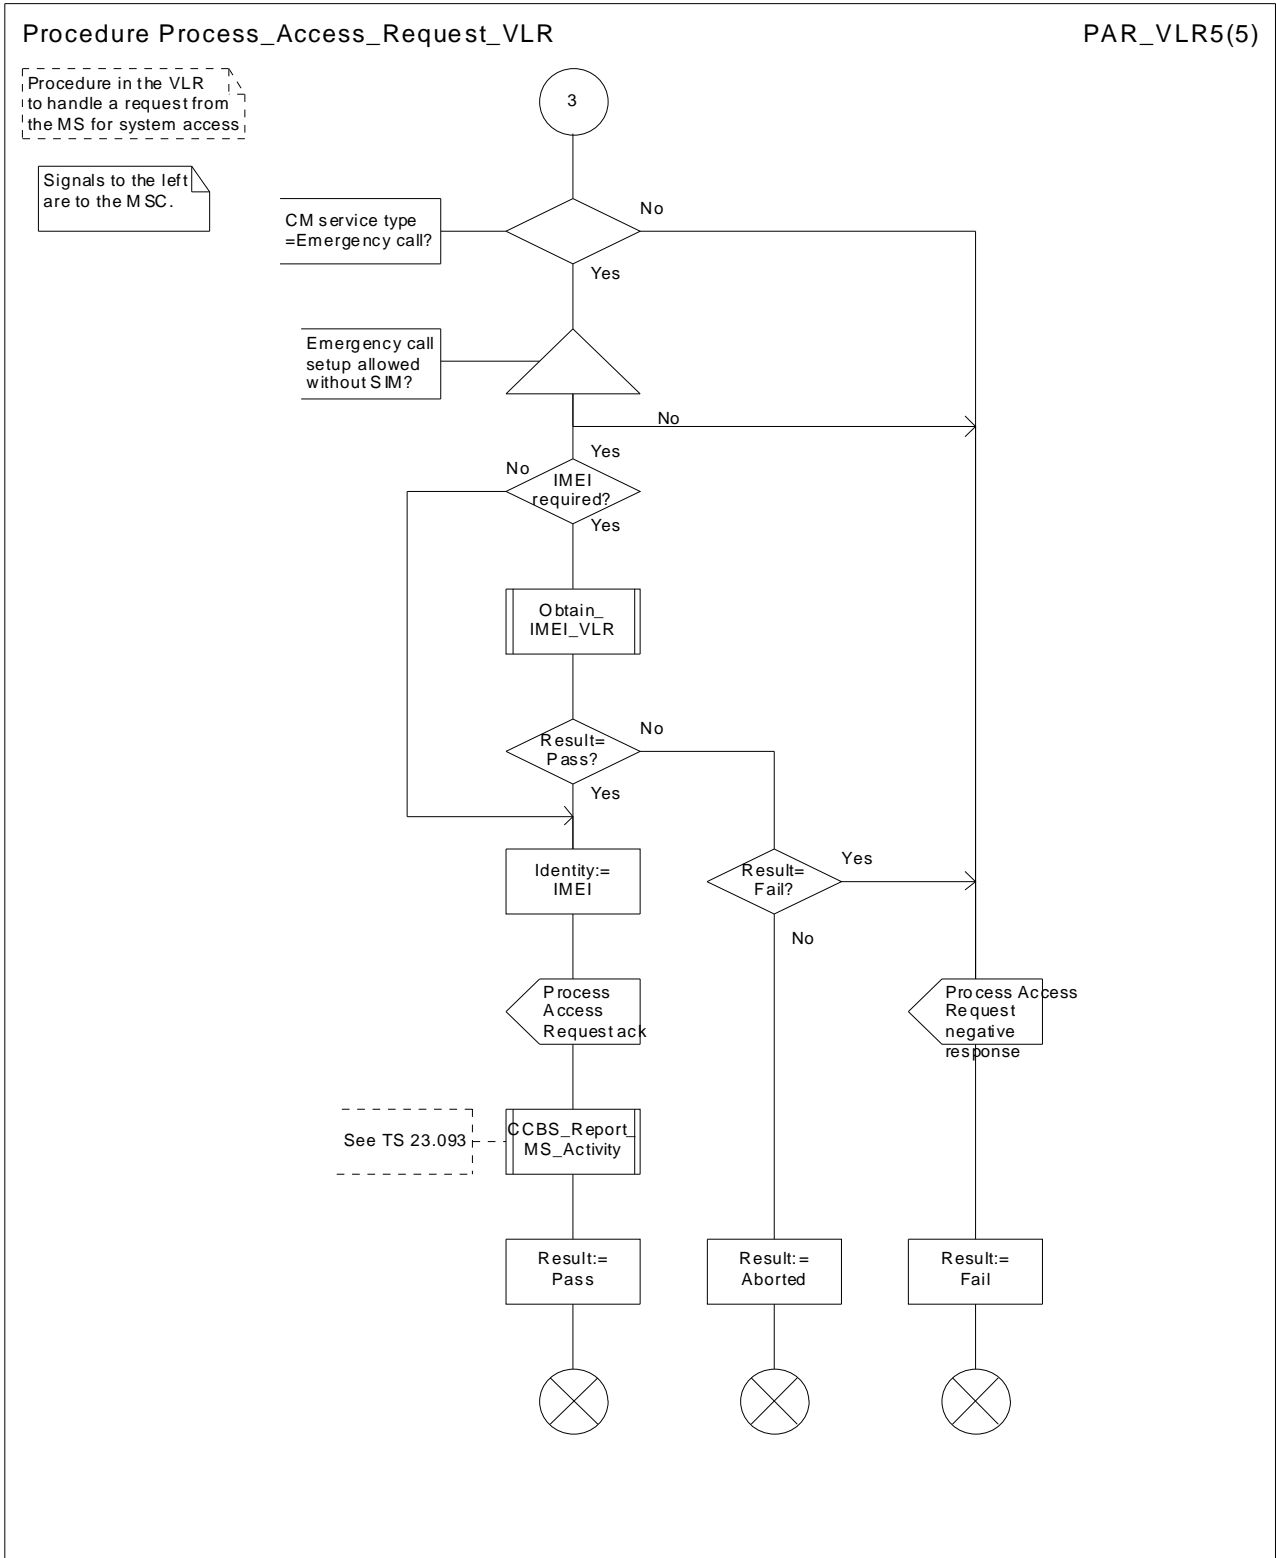 Procedure Process_Access_Request_VLR
PAR_VLR5(5)
Procedure in the VLR
to handle a request from
the MS for system access
3
Signals to the left
are to the MSC.
CM service type
=Emergency call?
No
Yes
Emergency call
setup allowed
without SIM?
No
Yes
No
IMEI
required?
Yes
Obtain_
IMEI_VLR
Result=
Pass?
No
Yes
Identity:=
IMEI
Result=
Fail?
Yes
No
Process
Access
Request ack
Process Access
Request
negative
response
See TS 23.093
CCBS_Report_
MS_Activity
Result:=
Pass
Result:=
Aborted
Result:=
Fail